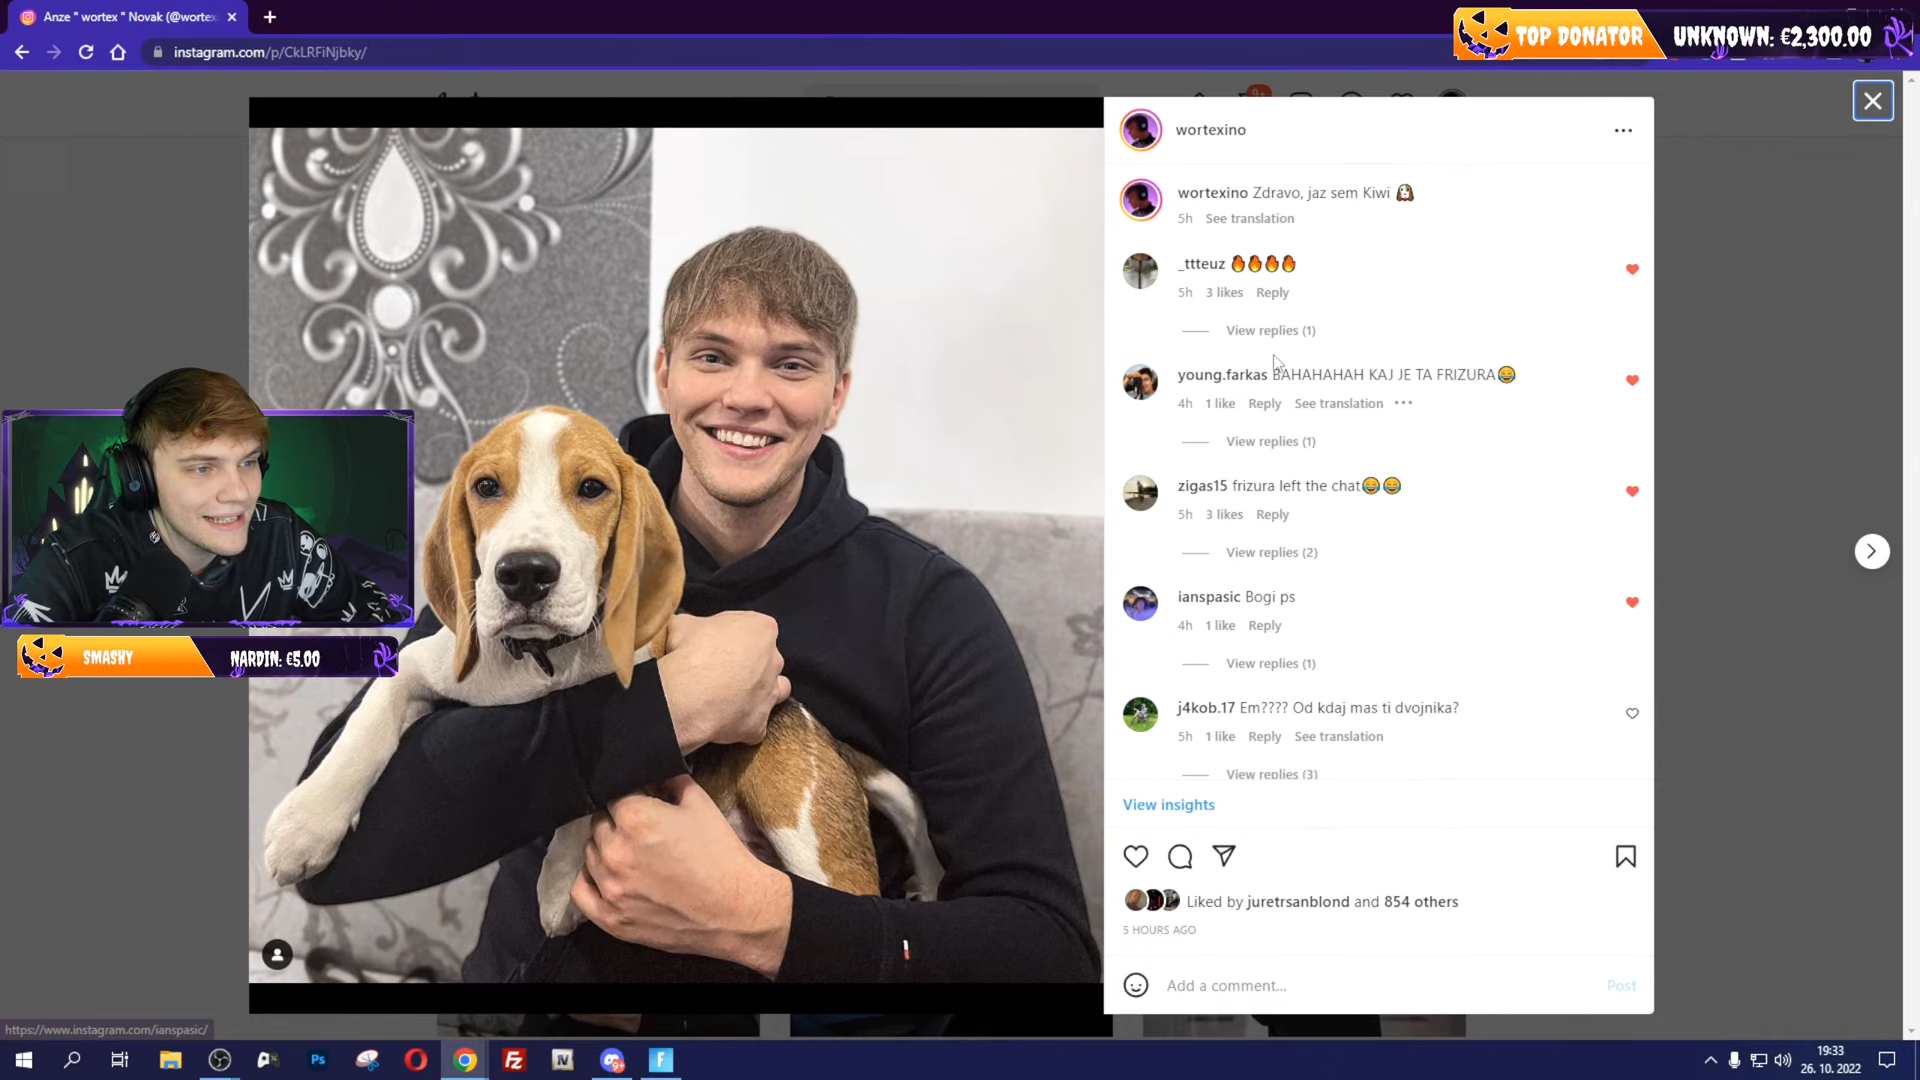 Anze " wortex " Novak (@wortex
instagram.com/p/CkLRFiNjbky/
TOP DONATOR
UNKNOWN: €2,300.00
9+
wortexino
wortexino Zdravo, jaz sem Kiwi
5h See translation
_ttteuz 🔥🔥🔥🔥
5h 3 likes Reply
View replies (1)
young.farkas BAHAHAHAH KAJ JE TA FRIZURA😂
4h 1 like Reply See translation
View replies (1)
zigas15 frizura left the chat😂😂
5h 3 likes Reply
View replies (2)
ianspasic Bogi ps
4h 1 like Reply
View replies (1)
j4kob.17 Em???? Od kdaj mas ti dvojnika?
5h 1 like Reply See translation
View replies (3)
View insights
Liked by juretrsanblond and 854 others
5 HOURS AGO
Add a comment...
Post
SMASHY
NARDIN: €5.00
https://www.instagram.com/ianspasic/
Ps
Fz
IV
9+
F
19:33
26. 10. 2022